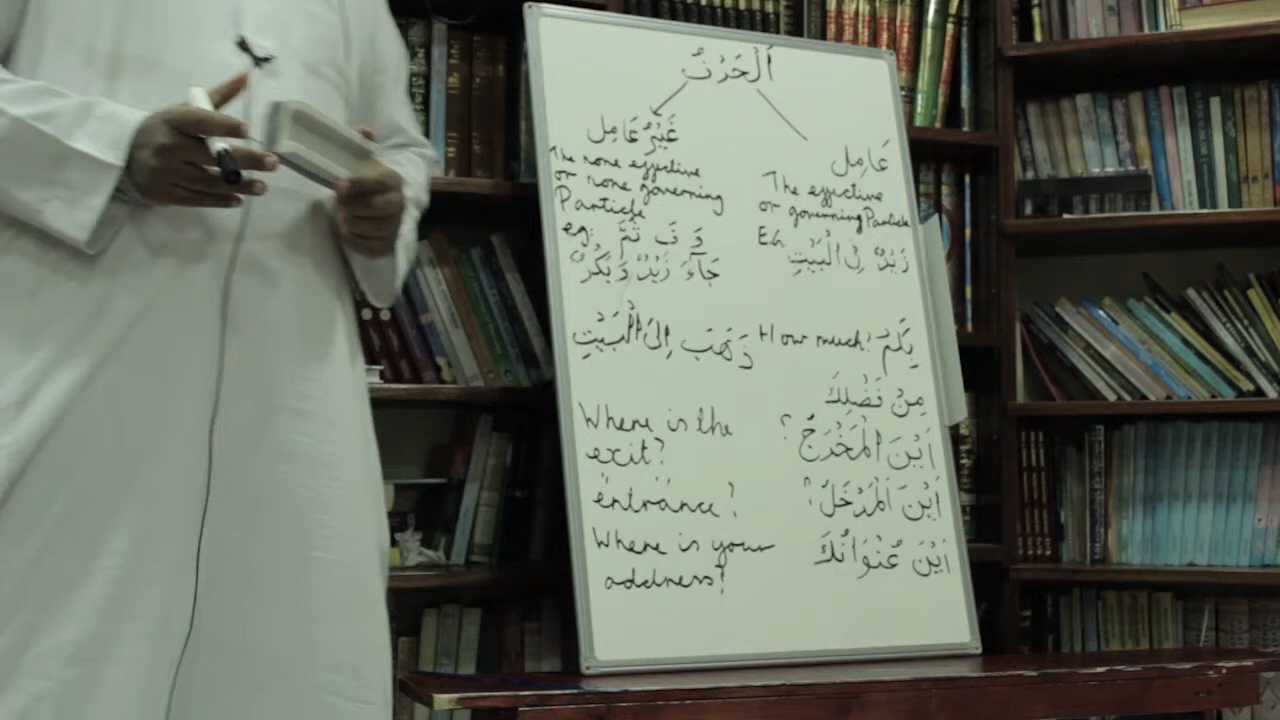 اَلْحَرْفُ
غَيْرُ عَامِل
The none effective
or none governing
Particle
eg: وَ فَ ثُمَّ
جَاءَ زَيْدٌ وَ بَكْرٌ
عَامِل
The effective
or governing Particle
E.G. زَيْدٌ فِى الْبَيْتِ
ذَهَبَ اِلىَ الْبَيْتِ
How much? بِكَمْ
مِنْ فَضْلِكَ
Where is the exit? اَيْنَ الْمَخْرَجُ؟
entrance? اَيْنَ الْمَدْخَلُ؟
Where is your address? اَيْنَ عُنْوَانُكَ